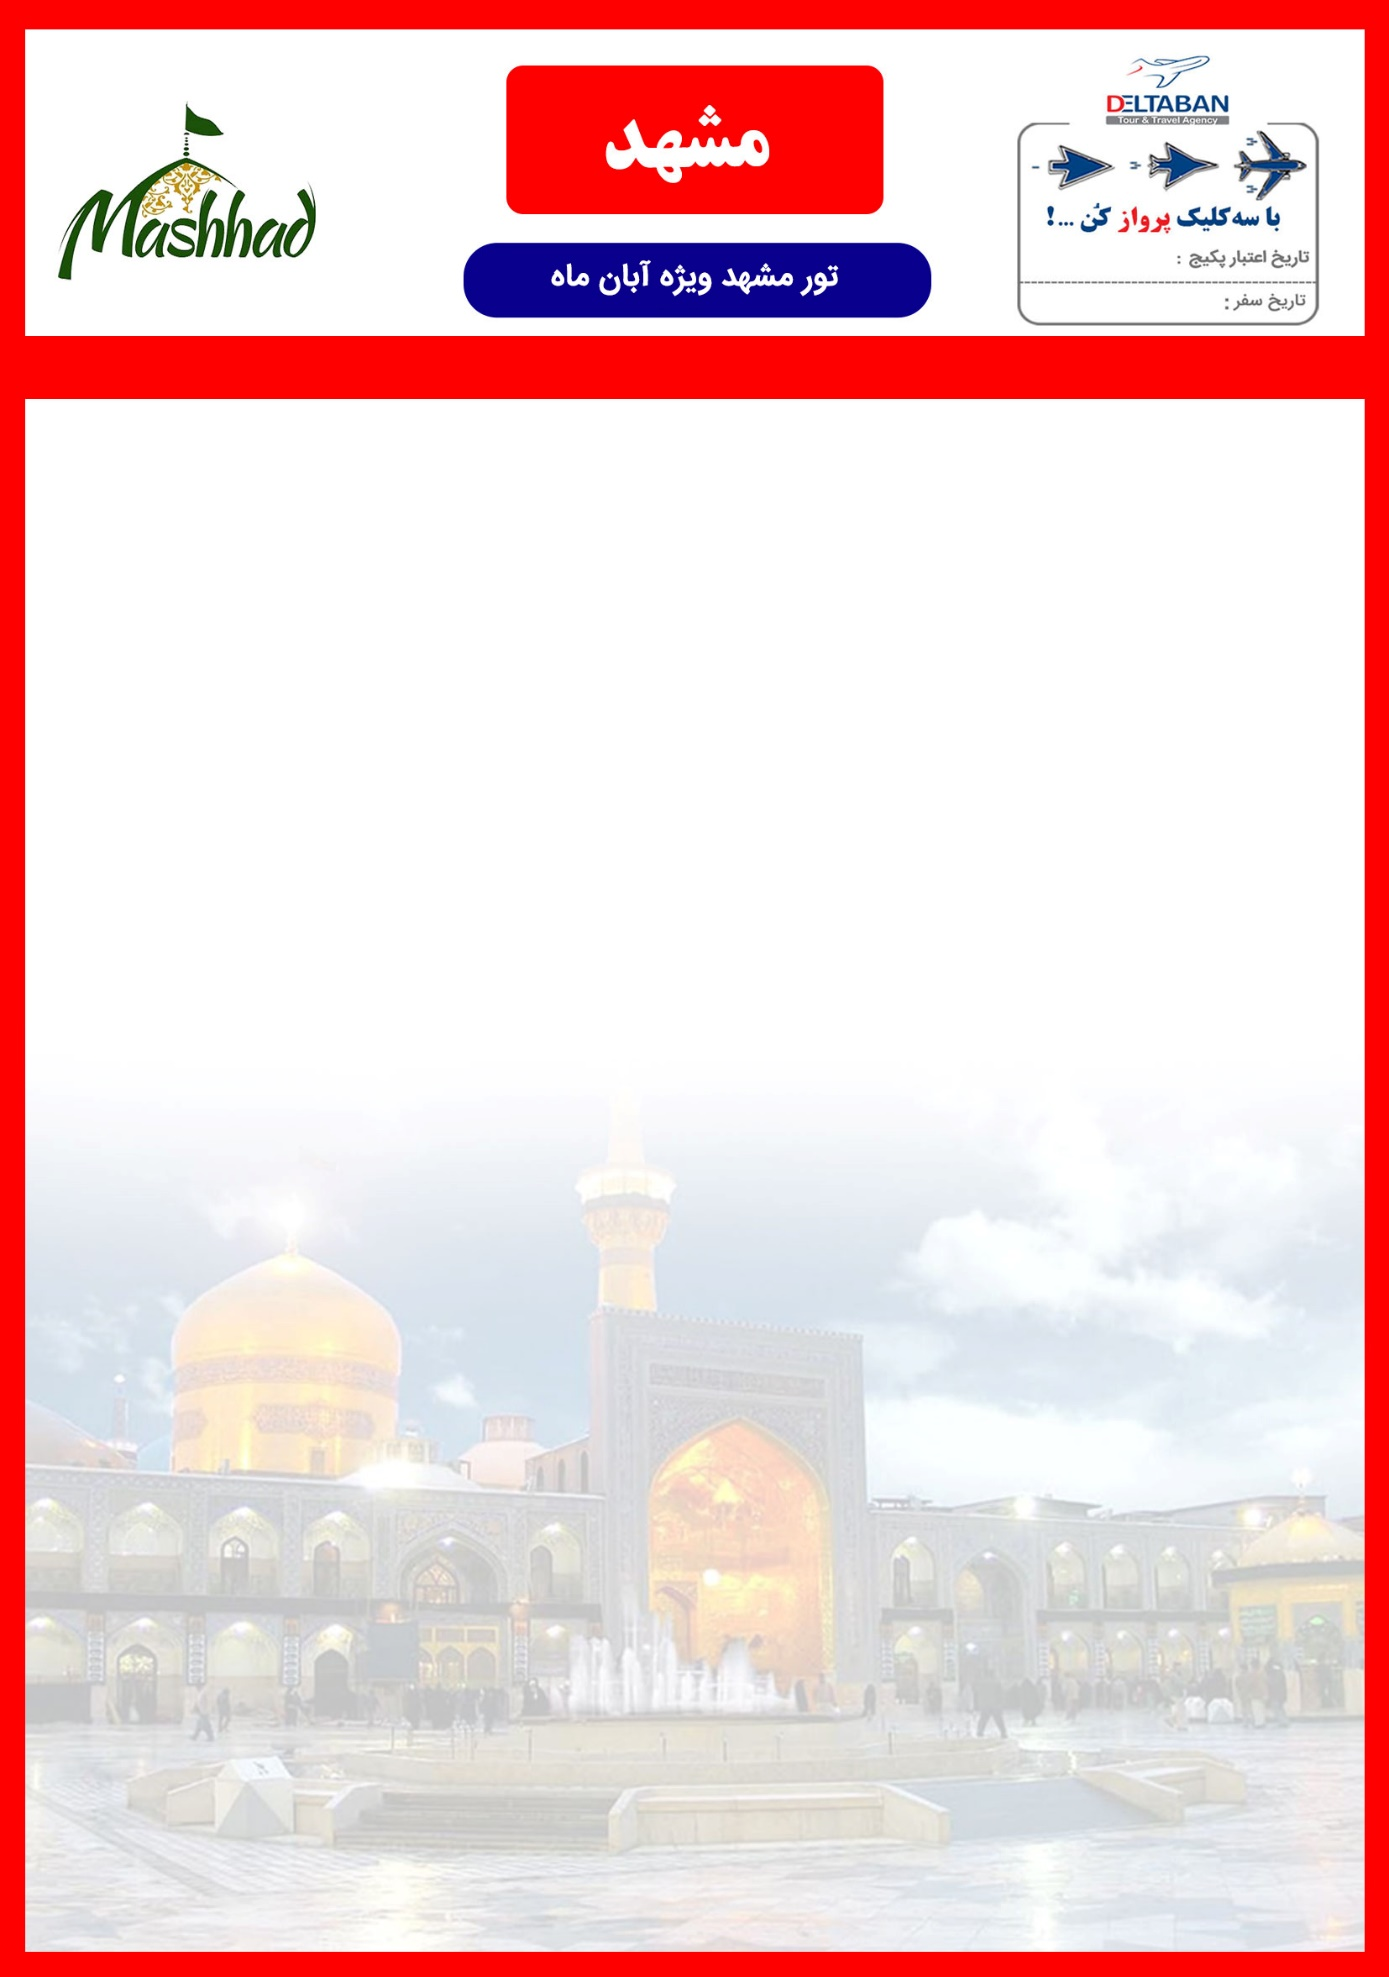 مشهد
تور مشهد ویژه آبان ماه
Mashhad
DELTABAN
Tour & Travel Agency
با سه کلیک پرواز کُن ...!
تاریخ اعتبار پکیج :
تاریخ سفر :